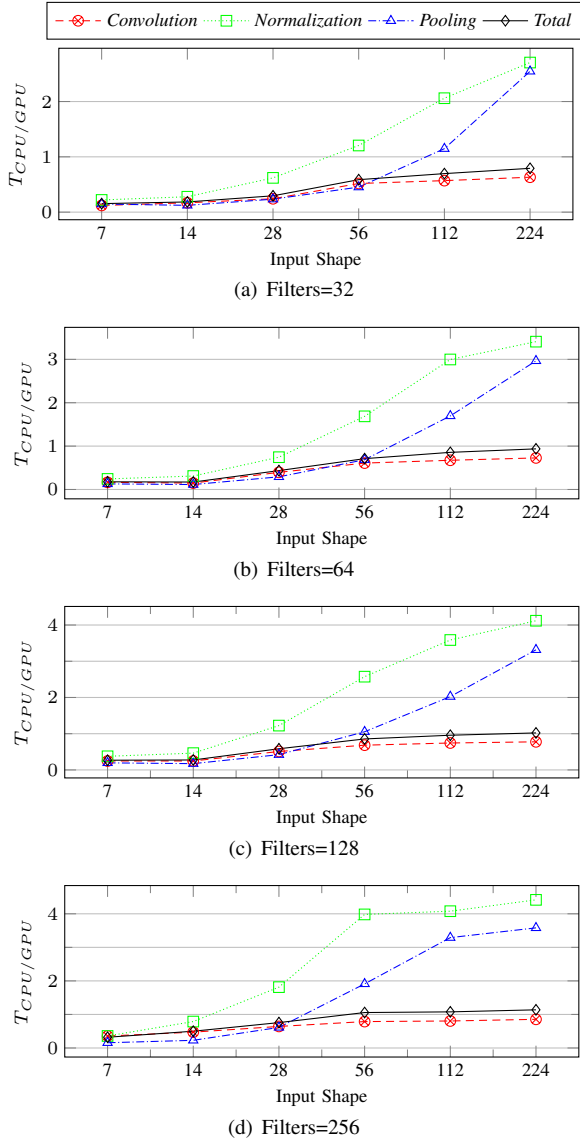 Convolution Normalization Pooling Total
2
1
0
T_{CPU/GPU}
7 14 28 56 112 224
Input Shape
(a) Filters=32
3
2
1
0
T_{CPU/GPU}
7 14 28 56 112 224
Input Shape
(b) Filters=64
4
2
0
T_{CPU/GPU}
7 14 28 56 112 224
Input Shape
(c) Filters=128
4
2
0
T_{CPU/GPU}
7 14 28 56 112 224
Input Shape
(d) Filters=256